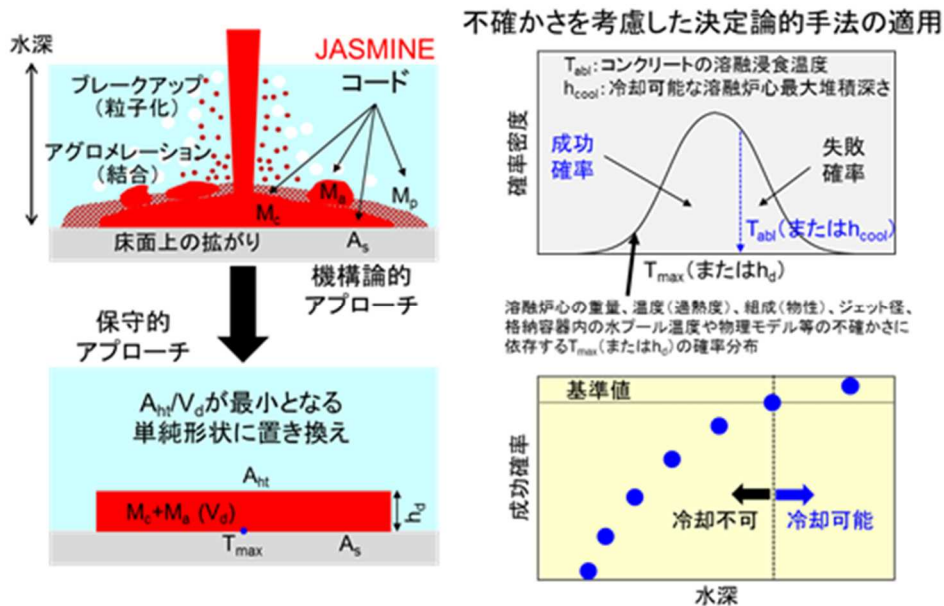 不確かさを考慮した決定論的手法の適用
水深
JASMINE
コード
ブレークアップ
(粒子化)
アグロメレーション
(結合)
Ma
Mp
Mc
床面上の拡がり
As
機構論的
アプローチ
保守的
アプローチ
Aht/Vdが最小となる
単純形状に置き換え
Aht
Mc+Ma (Vd)
hd
Tmax
As
Tabl:コンクリートの溶融浸食温度
hcool:冷却可能な溶融炉心最大堆積深さ
確率密度
成功
確率
失敗
確率
Tabl(またはhcool)
Tmax(またはhd)
溶融炉心の重量、温度(過熱度)、組成(物性)、ジェット径、
格納容器内の水プール温度や物理モデル等の不確かさに
依存するTmax(またはhd)の確率分布
基準値
成功確率
冷却不可
冷却可能
水深